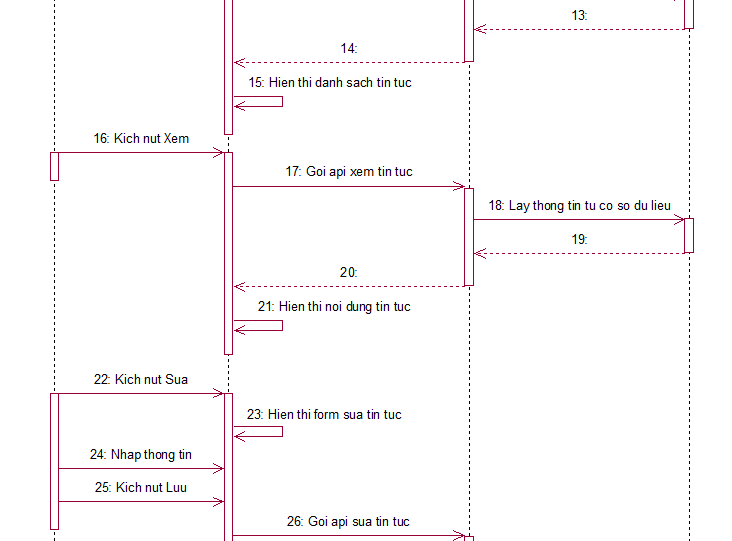 13:
14:
15: Hien thi danh sach tin tuc
16: Kich nut Xem
17: Goi api xem tin tuc
18: Lay thong tin tu co so du lieu
19:
20:
21: Hien thi noi dung tin tuc
22: Kich nut Sua
23: Hien thi form sua tin tuc
24: Nhap thong tin
25: Kich nut Luu
26: Goi api sua tin tuc